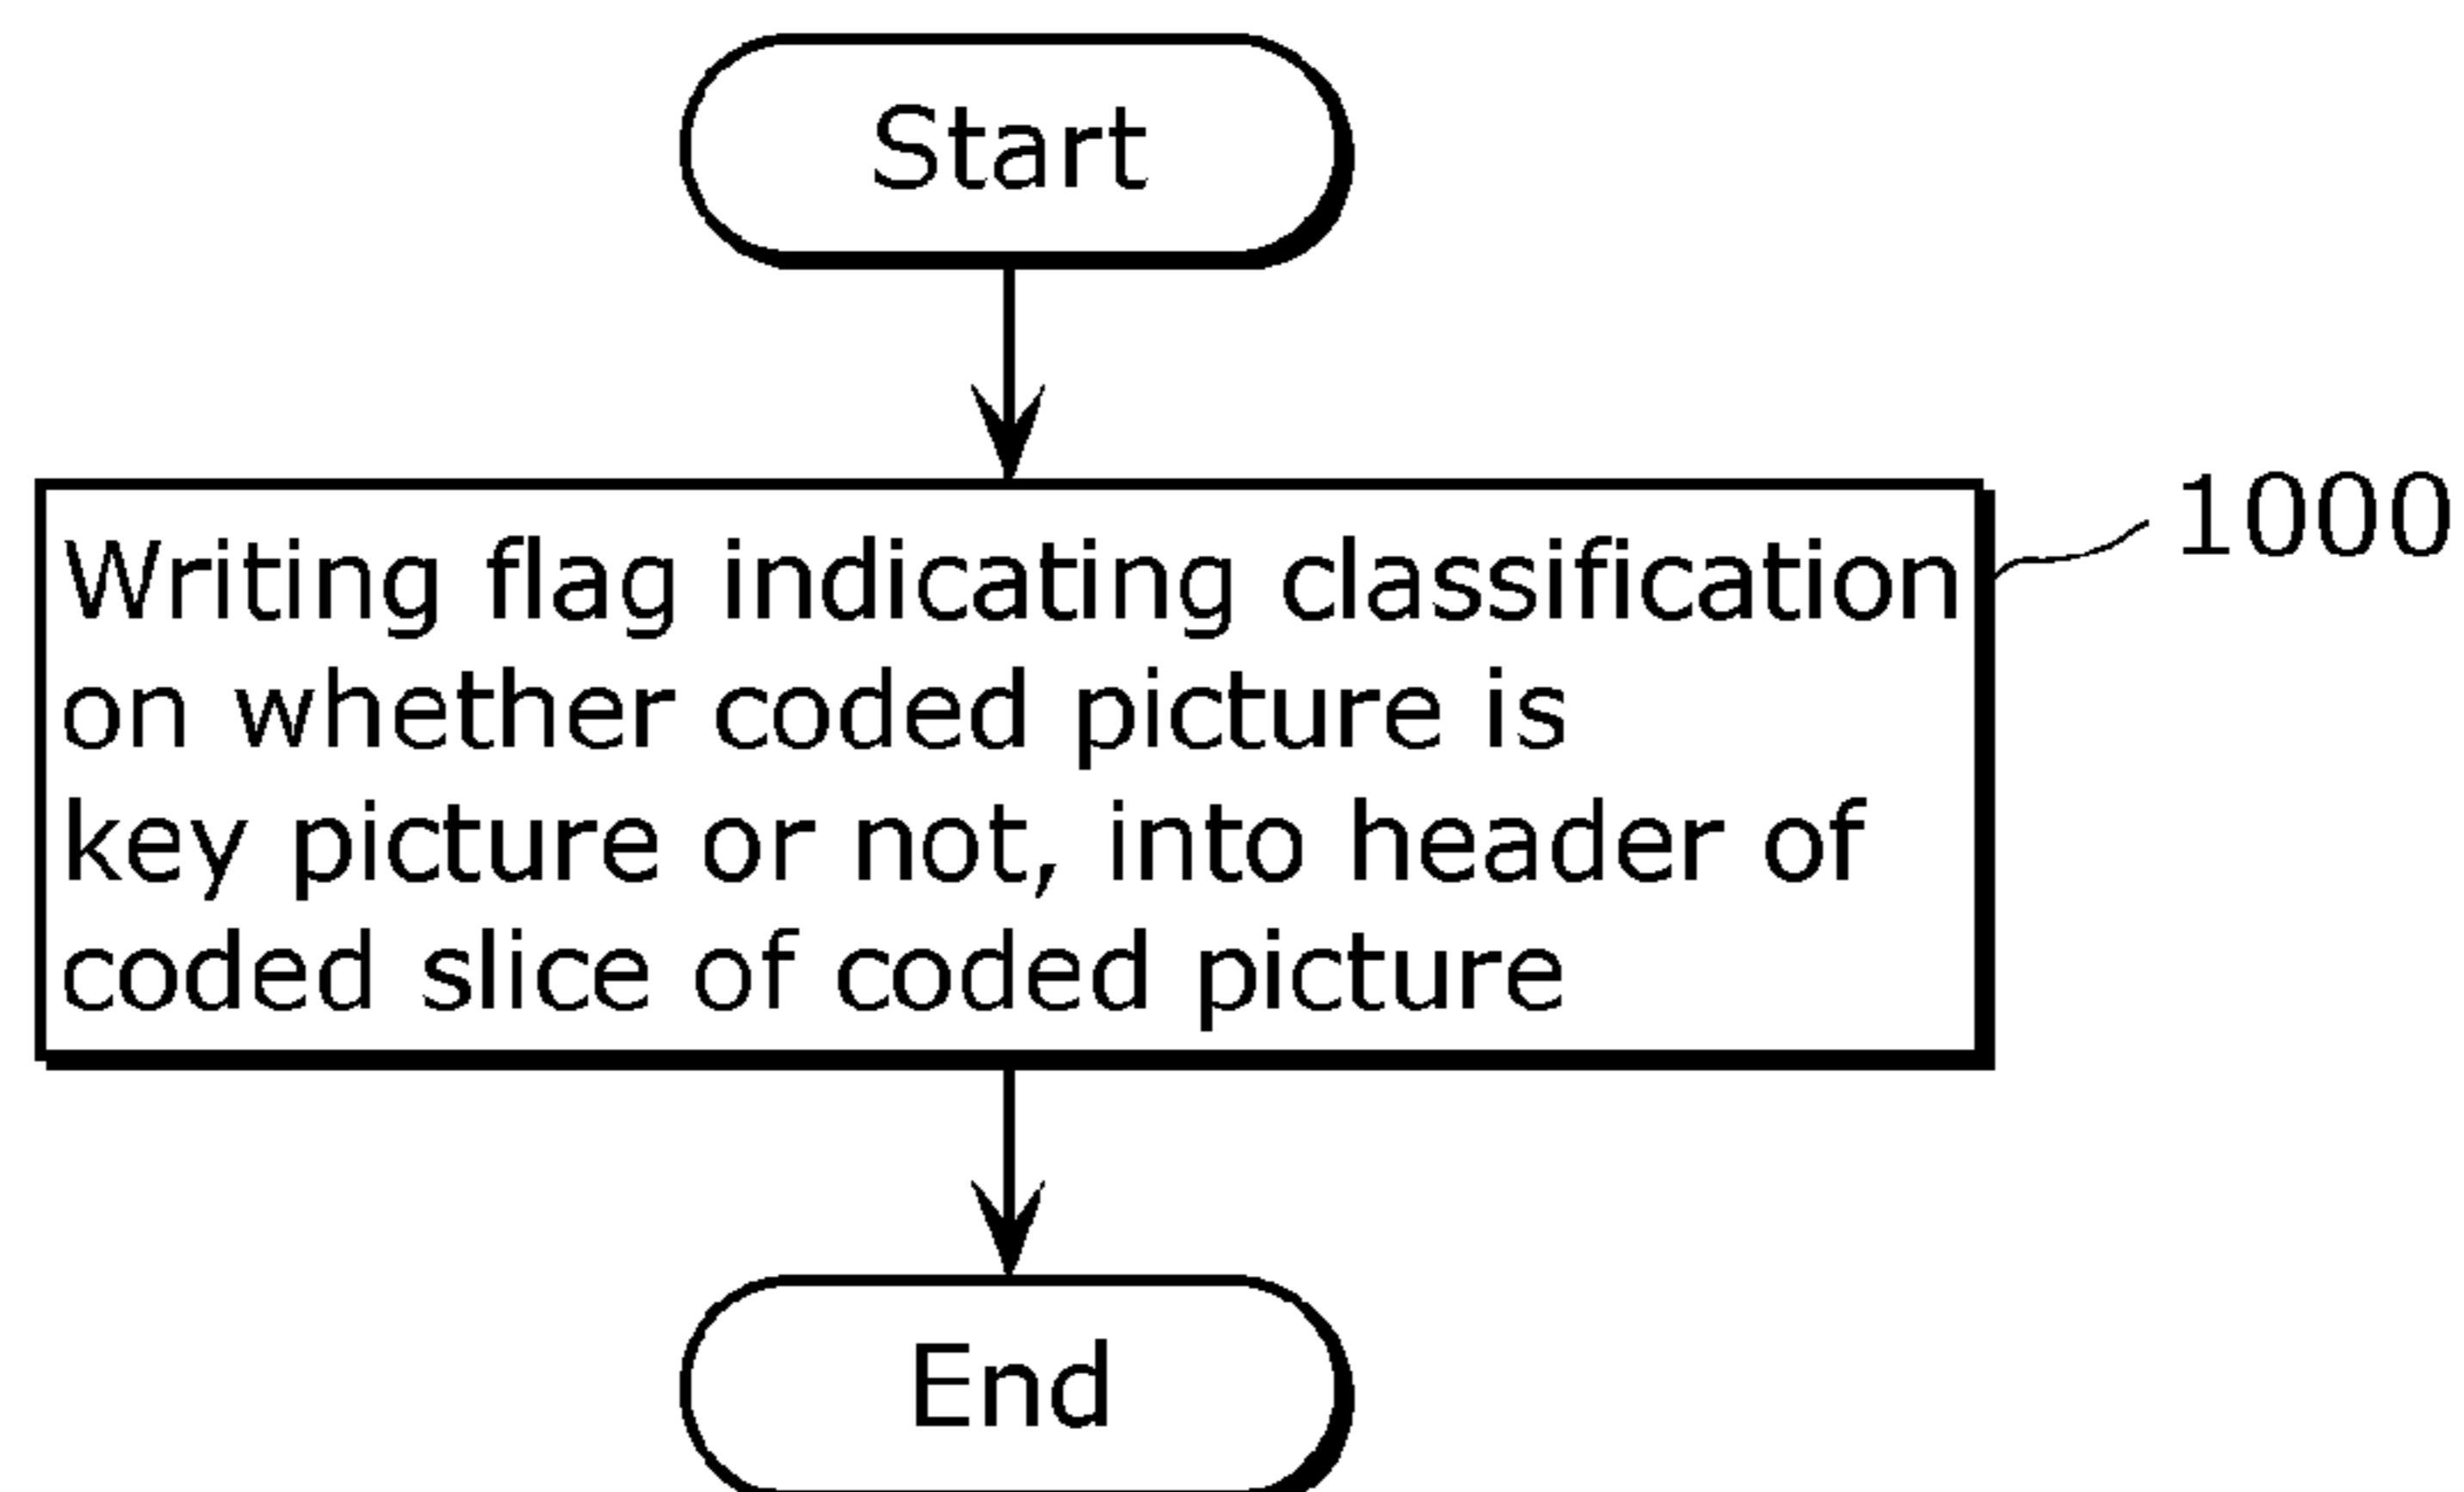 Start
1000
Writing flag indicating classification
on whether coded picture is
key picture or not, into header of
coded slice of coded picture
End